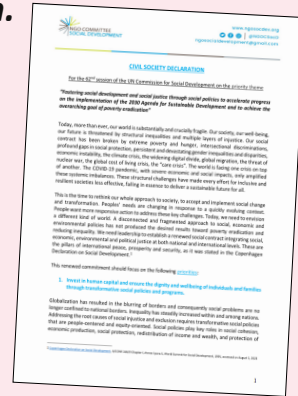 n.
NGO COMMITTEE
SOCIAL DEVELOPMENT
www.ngosocdev.org
@NGOCSOCD
ngosocialdevelopment@gmail.com
CIVIL SOCIETY DECLARATION
For the 62nd session of the UN Commission for Social Development on the priority theme
"Fostering social development and social justice through social policies to accelerate progress
on the implementation of the 2030 Agenda for Sustainable Development and to achieve the
overarching goal of poverty eradication"
Today, more than ever, our world is substantially and crucially fragile. Our society, our well-being,
our future is threatened by structural inequalities and multiple layers of injustice. Our social
contract has been broken by extreme poverty and hunger, intersectional discriminations,
profound gaps in social protection, persistent and devastating gender inequalities and disparities,
economic instability, the climate crisis, the widening digital divide, global migration, the threat of
nuclear war, the global cost of living crisis, the "care crisis". The world is facing one crisis on top
of another. The COVID-19 pandemic, with severe economic and social impacts, only amplified
these systemic imbalances. These structural challenges have made every effort for inclusive and
resilient societies less effective, failing in essence to deliver a sustainable future for all.
This is the time to rethink our whole approach to society, to accept and implement social change
and transformation. Peoples' needs are changing in response to a quickly evolving context.
People want more responsive action to address these key challenges. Today, we need to envision
a different kind of world. A disconnected and fragmented approach to social, economic and
environmental policies has not produced the desired results toward poverty eradication and
reducing inequality. We need leadership to establish a renewed social contract integrating social,
economic, environmental and political justice at both national and international levels. These are
the pillars of international peace, prosperity and security, as it was stated in the Copenhagen
Declaration on Social Development.
This renewed commitment should focus on the following priorities:
1. Invest in human capital and ensure the dignity and wellbeing of individuals and families
through transformative social policies and programs.
Globalization has resulted in the blurring of borders and consequently social problems are no
longer confined to national borders. Inequality was steadily increased within and among nations.
Addressing the root causes of social injustice and exclusion requires transformative social policies
that are people-centered and equity-oriented. Social policies play key roles in social cohesion,
economic production, social protection, redistribution of income and wealth, and protection of
1